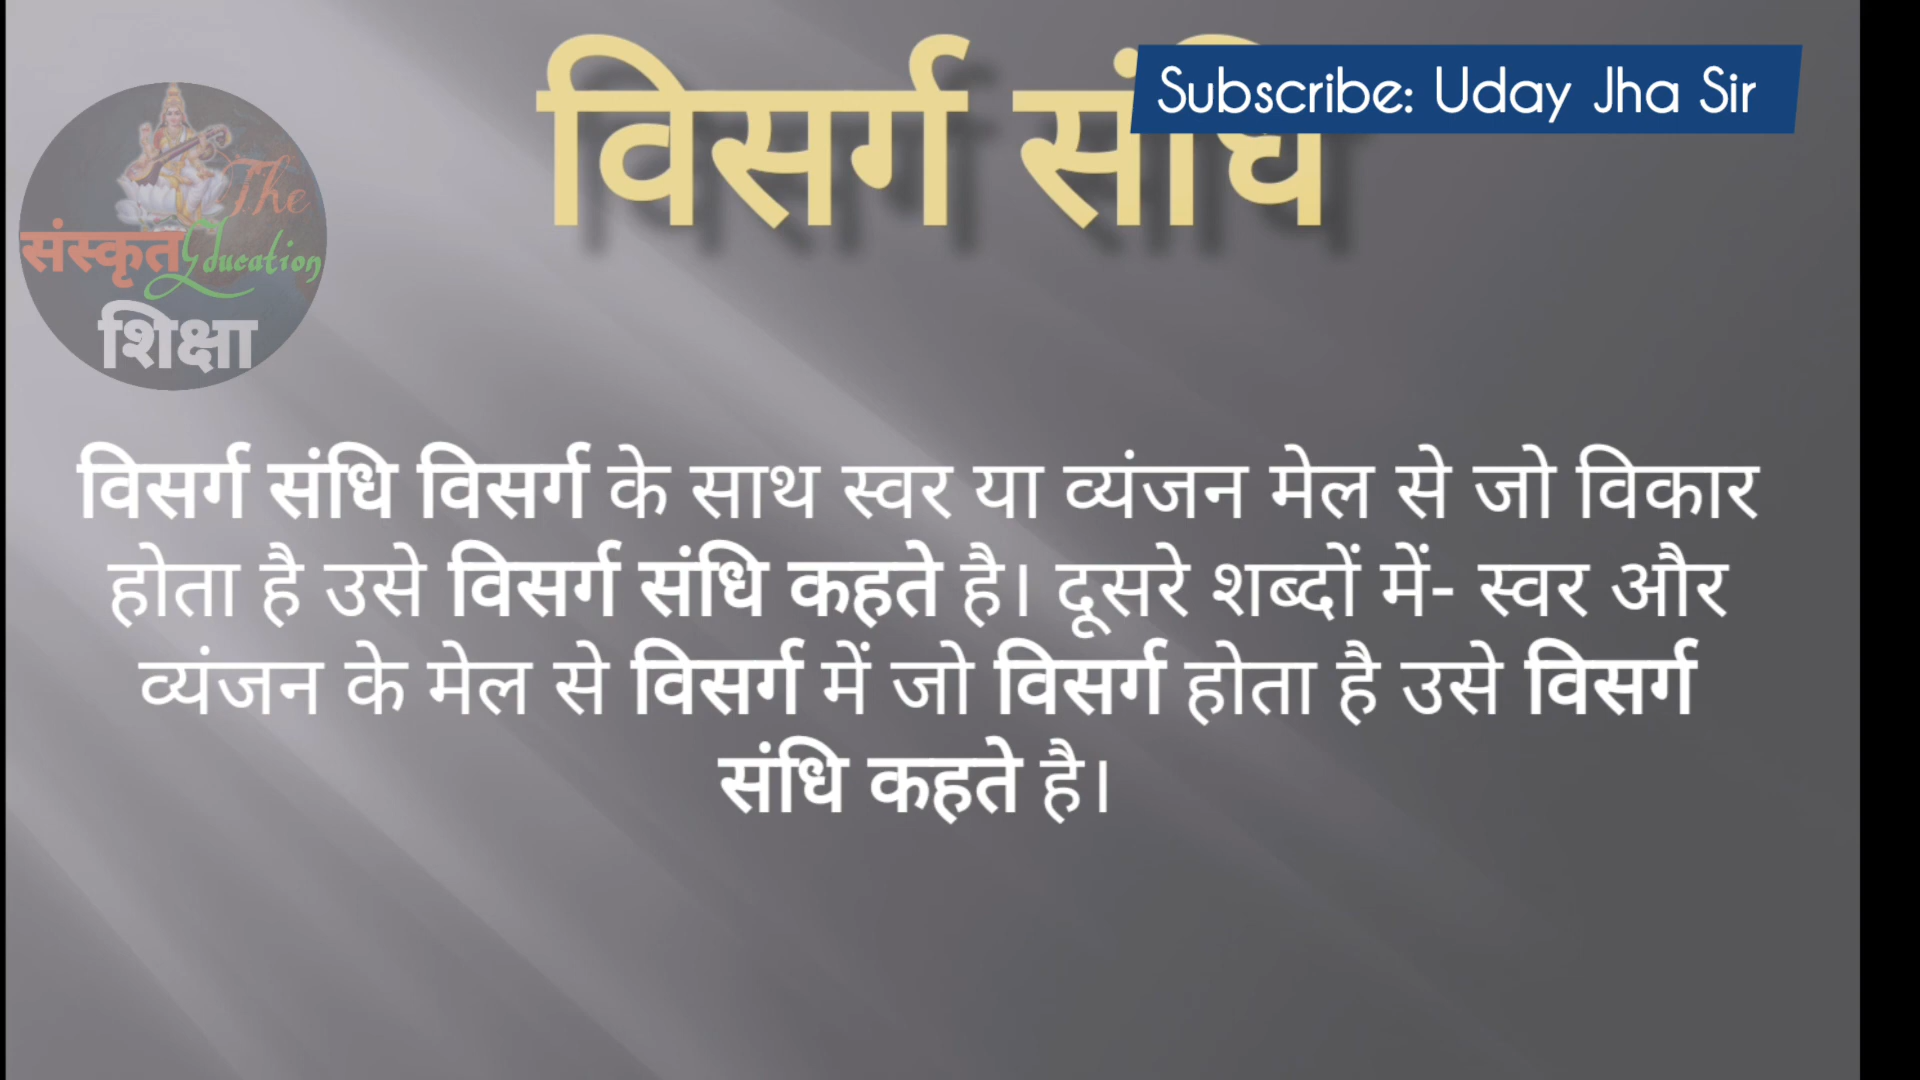 विसर्ग संधि
Subscribe: Uday Jha Sir
The
संस्कृत Education
शिक्षा
विसर्ग संधि विसर्ग के साथ स्वर या व्यंजन मेल से जो विकार
होता है उसे विसर्ग संधि कहते है। दूसरे शब्दों में- स्वर और
व्यंजन के मेल से विसर्ग में जो विसर्ग होता है उसे विसर्ग
संधि कहते है।